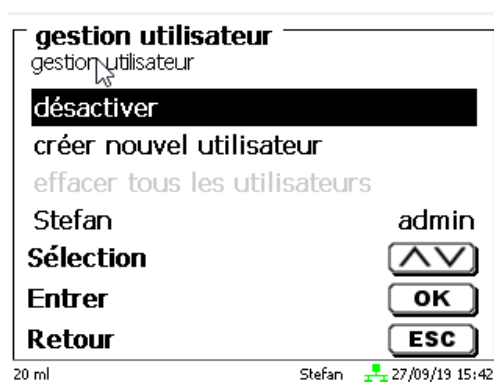 gestion utilisateur
gestion utilisateur
désactiver
créer nouvel utilisateur
effacer tous les utilisateurs
Stefan admin
Sélection
Entrer OK
Retour ESC
20 ml Stefan 27/09/19 15:42